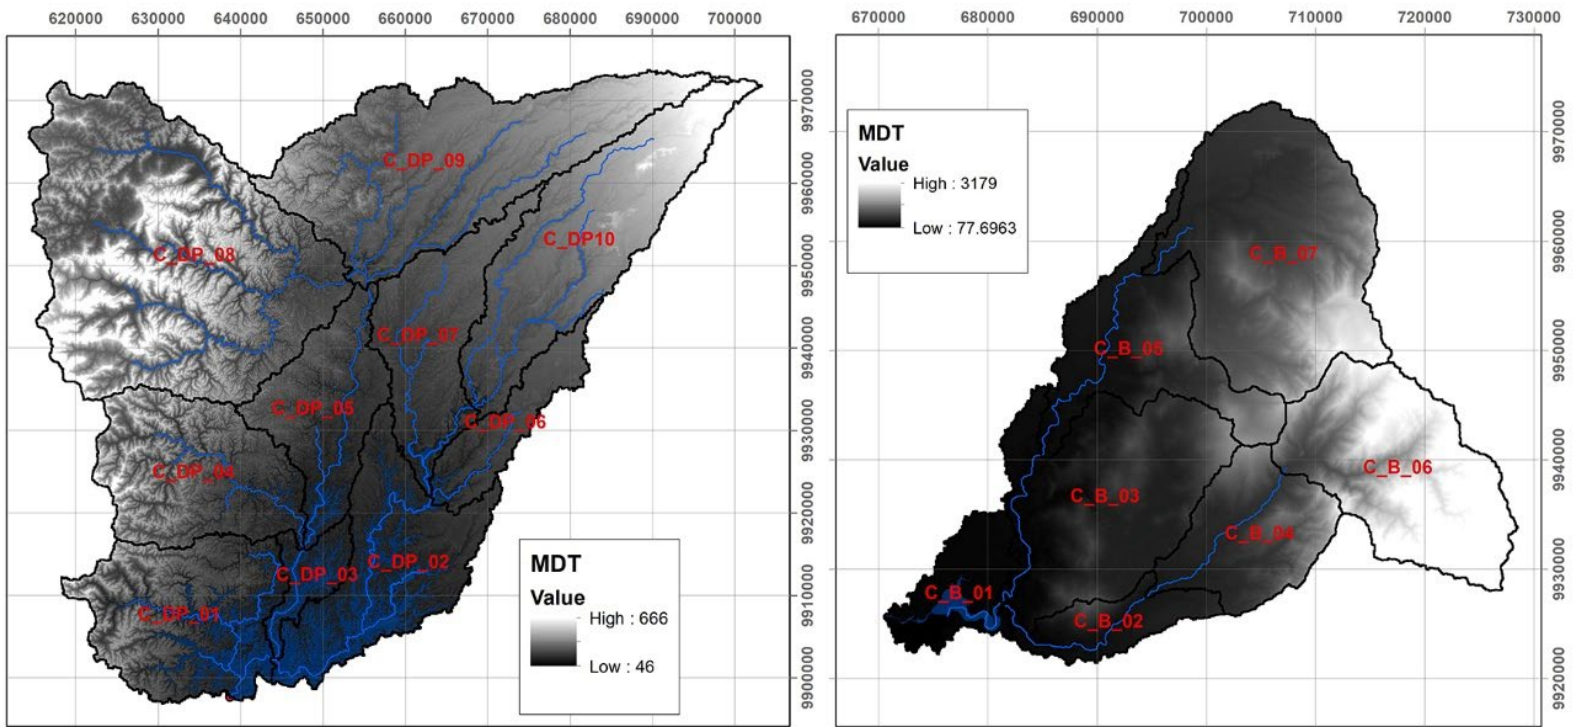 620000 630000 640000 650000 660000 670000 680000 690000 700000
9970000
9960000
9950000
9940000
9930000
9920000
9910000
9900000
C_DP_09
C_DP_08
C_DP10
C_DP_07
C_DP_05
C_DP_06
C_DP_04
C_DP_02
C_DP_03
C_DP_01
MDT
Value
High : 666
Low : 46
670000 680000 690000 700000 710000 720000 730000
9970000
9960000
9950000
9940000
9930000
9920000
MDT
Value
High : 3179
Low : 77.6963
C_B_07
C_B_05
C_B_06
C_B_03
C_B_04
C_B_01
C_B_02